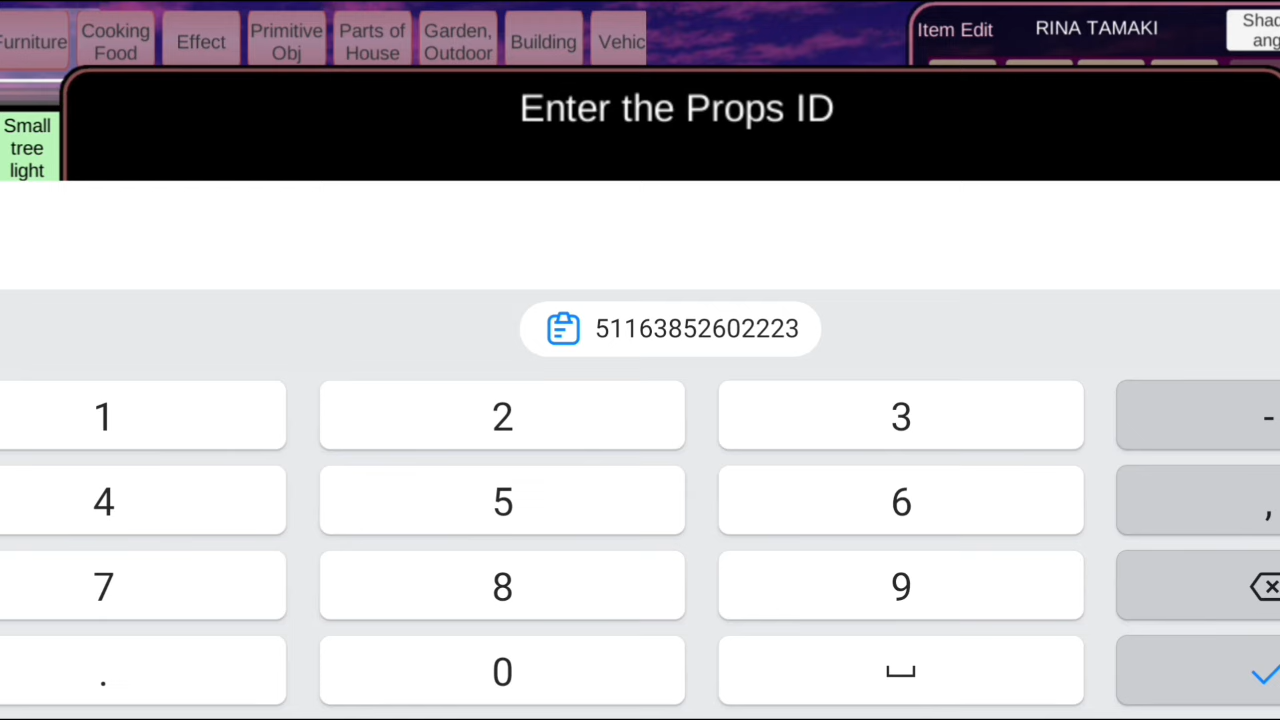 Furniture
Cooking
Food
Effect
Primitive
Obj
Parts of
House
Garden,
Outdoor
Building
Vehic
Item Edit
RINA TAMAKI
Shad
ang
Enter the Props ID
Small
tree
light
51163852602223
1 2 3 -
4 5 6 ,
7 8 9
. 0